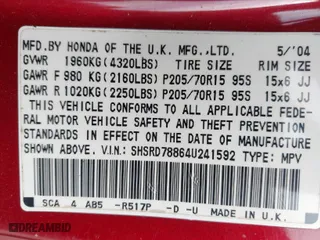 MFD. BY HONDA OF THE U.K. MFG.,LTD. 5/'04
GVWR 1960KG(4320LBS) TIRE SIZE RIM SIZE
GAWR F 980 KG(2160LBS) P205/70R15 95S 15x6 JJ
GAWR R 1020KG(2250LBS) P205/70R15 95S 15x6 JJ
THIS VEHICLE CONFORMS TO ALL APPLICABLE FEDE-
RAL MOTOR VEHICLE SAFETY AND THEFT PREVENTION
STANDARDS IN EFFECT ON THE DATE OF MANUFACTURE
SHOWN ABOVE. V.I.N.: SHSRD78864U241592 TYPE: MPV
SCA 4 AB5 -R517P -D -U MADE IN U.K.
DREAMBID